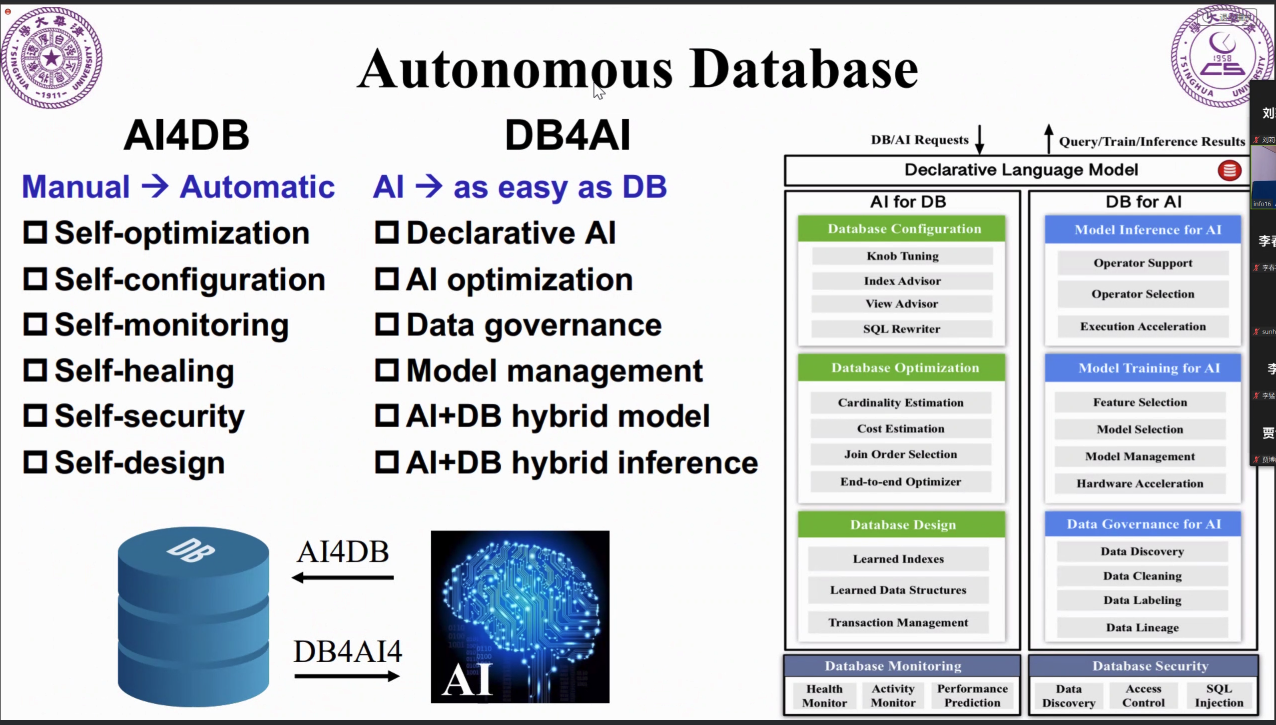 Autonomous Database
TSINGHUA UNIVERSITY
-1911-
1958
CS
TSINGHUA UNIVER
AI4DB
Manual → Automatic
Self-optimization
Self-configuration
Self-monitoring
Self-healing
Self-security
Self-design
DB4AI
AI → as easy as DB
Declarative AI
AI optimization
Data governance
Model management
AI+DB hybrid model
AI+DB hybrid inference
DB
AI4DB
DB4AI4
AI
DB/AI Requests
Query/Train/Inference Results
Declarative Language Model
AI for DB
Database Configuration
Knob Tuning
Index Advisor
View Advisor
SQL Rewriter
Database Optimization
Cardinality Estimation
Cost Estimation
Join Order Selection
End-to-end Optimizer
Database Design
Learned Indexes
Learned Data Structures
Transaction Management
DB for AI
Model Inference for AI
Operator Support
Operator Selection
Execution Acceleration
Model Training for AI
Feature Selection
Model Selection
Model Management
Hardware Acceleration
Data Governance for AI
Data Discovery
Data Cleaning
Data Labeling
Data Lineage
Database Monitoring
Health Monitor
Activity Monitor
Performance Prediction
Database Security
Data Discovery
Access Control
SQL Injection
刘
李
贾